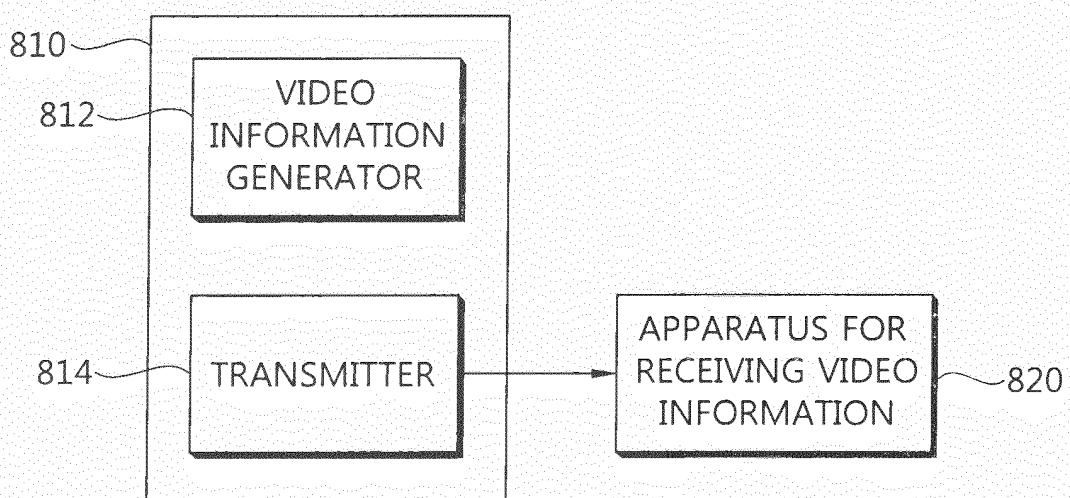 810
812
VIDEO
INFORMATION
GENERATOR
814
TRANSMITTER
APPARATUS FOR
RECEIVING VIDEO
INFORMATION
820